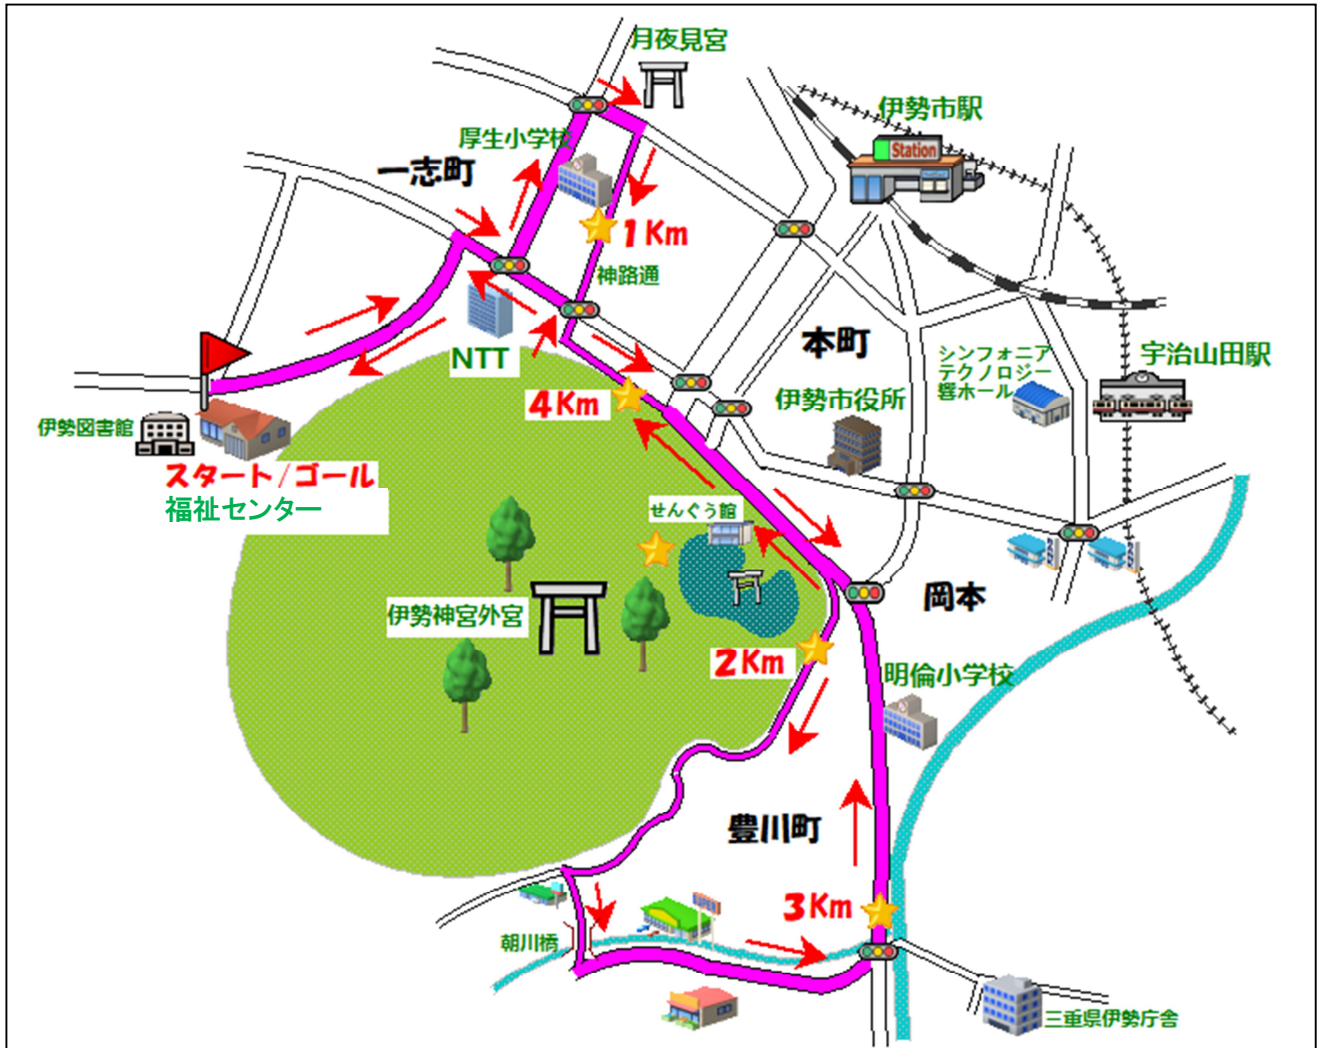 月夜見宮
伊勢市駅
Station
厚生小学校
一志町
1Km
神路通
本町
NTT
シンフォニア
テクノロジー
響ホール
宇治山田駅
4Km
伊勢市役所
伊勢図書館
スタート/ゴール
福祉センター
せんぐう館
岡本
伊勢神宮外宮
2Km
明倫小学校
豊川町
3Km
朝川橋
三重県伊勢庁舎